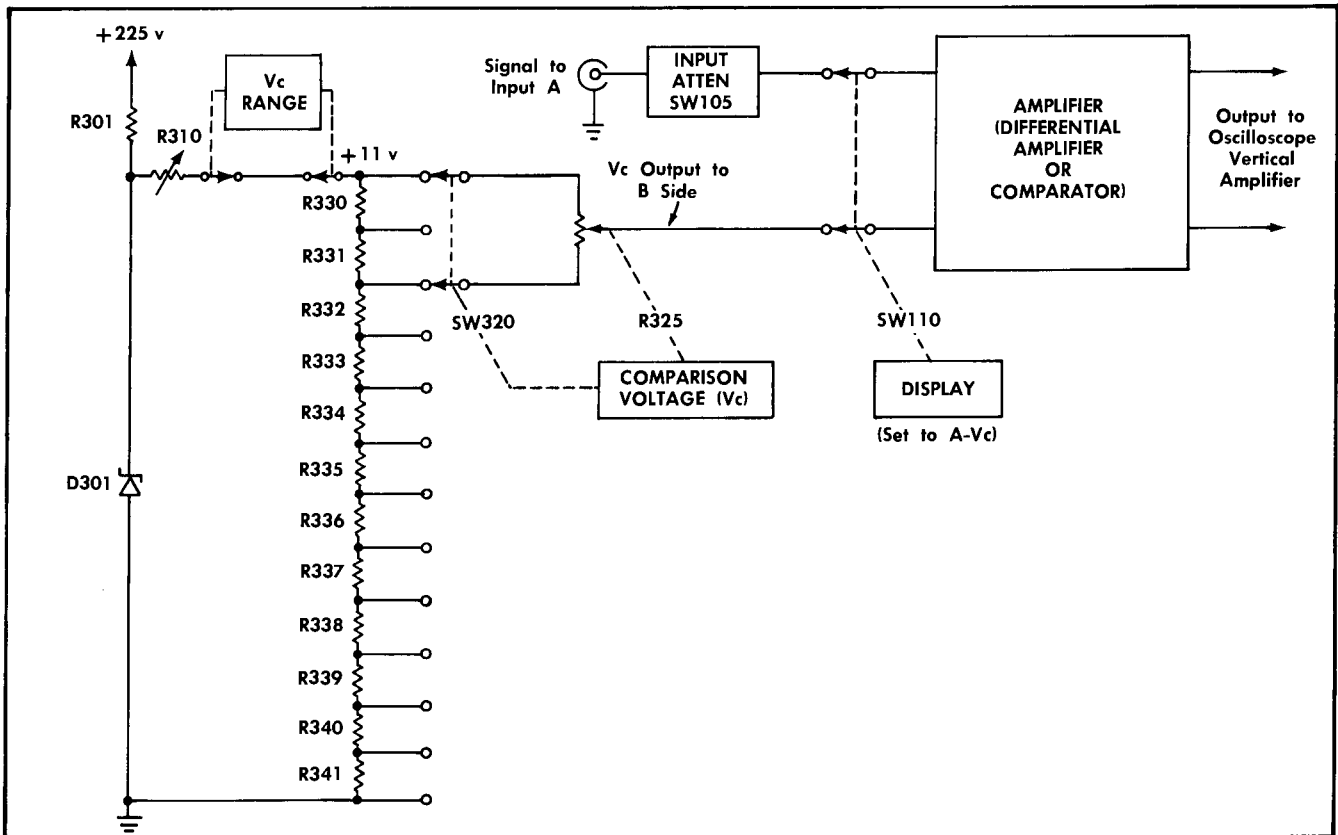 +225 v
R301
R310
Vc
RANGE
+11 v
Signal to
Input A
INPUT
ATTEN
SW105
AMPLIFIER
(DIFFERENTIAL
AMPLIFIER
OR
COMPARATOR)
Output to
Oscilloscope
Vertical
Amplifier
Vc Output to
B Side
R330
R331
R332
R333
R334
R335
R336
R337
R338
R339
R340
R341
D301
SW320
R325
SW110
COMPARISON
VOLTAGE (Vc)
DISPLAY
(Set to A-Vc)